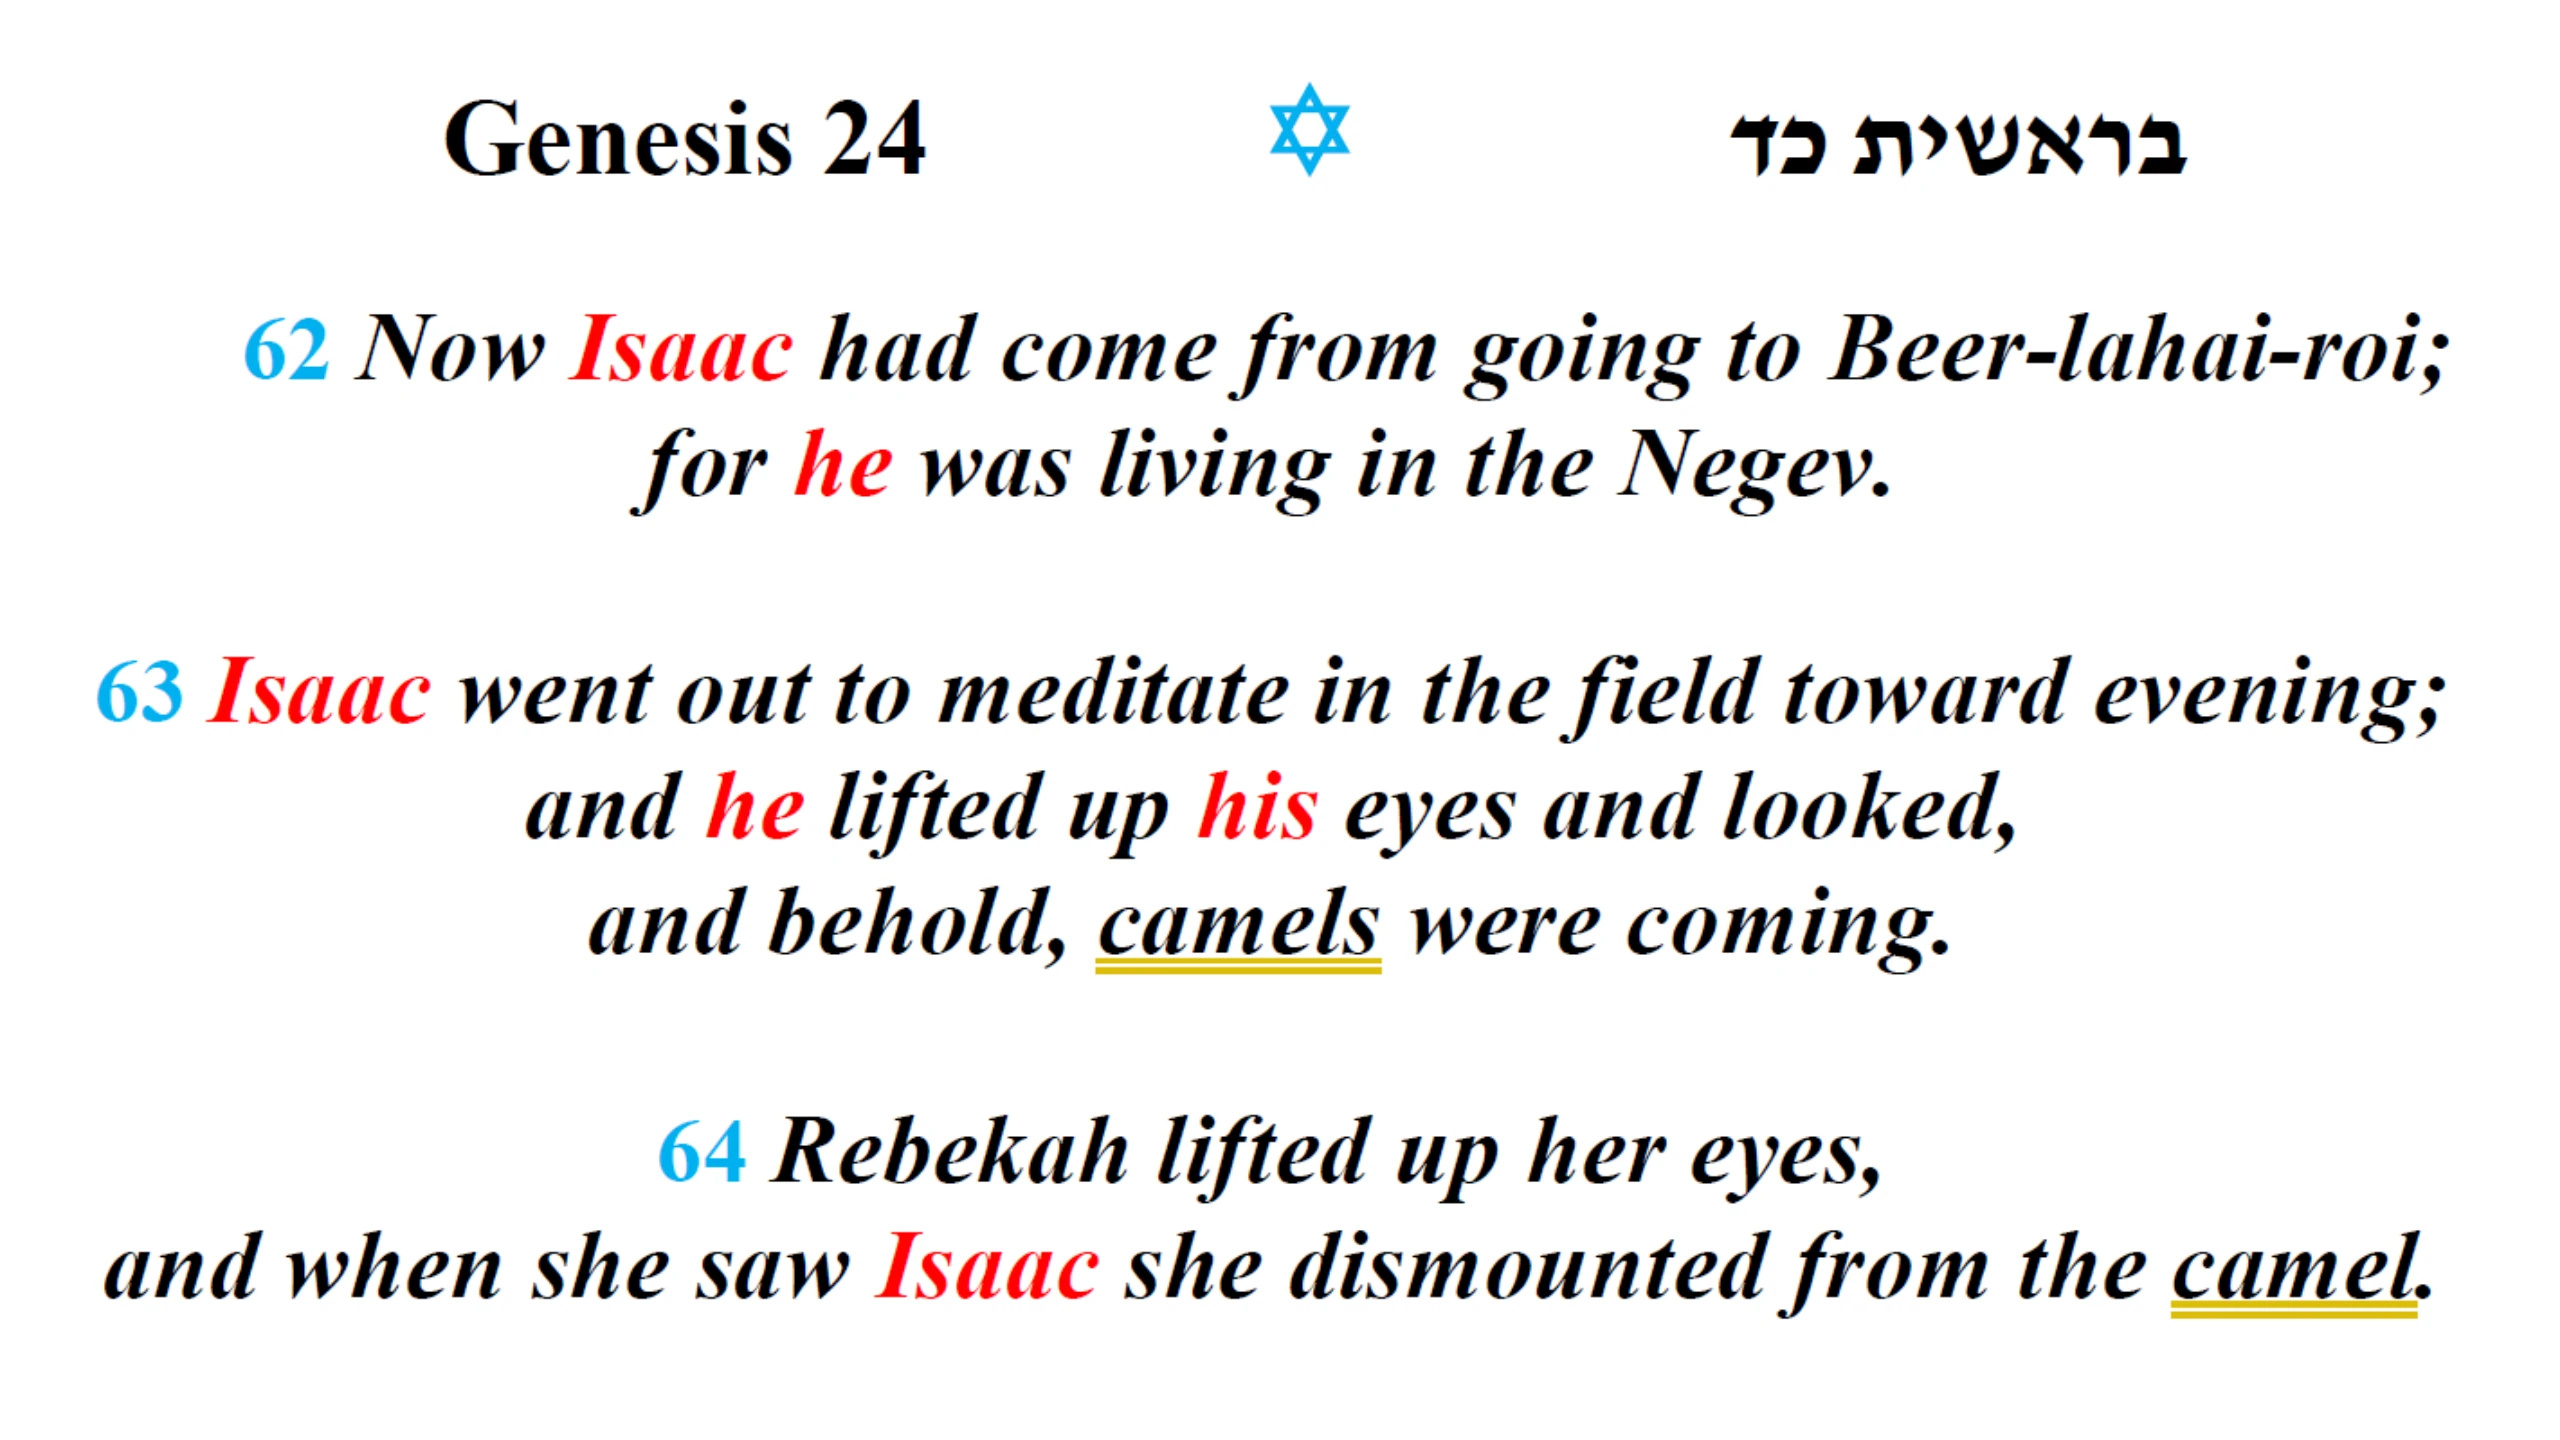 Genesis 24 ✡ בראשית כד
62 Now Isaac had come from going to Beer-lahai-roi;
for he was living in the Negev.
63 Isaac went out to meditate in the field toward evening;
and he lifted up his eyes and looked,
and behold, camels were coming.
64 Rebekah lifted up her eyes,
and when she saw Isaac she dismounted from the camel.